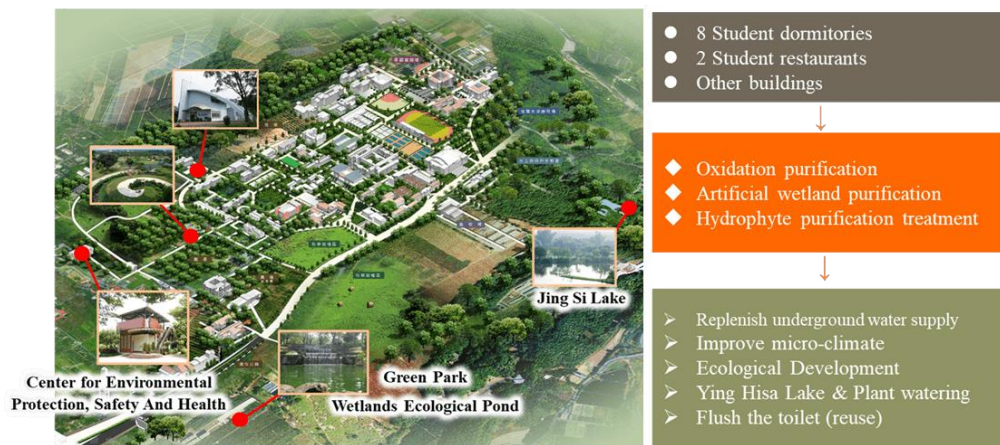 Jing Si Lake
Center for Environmental
Protection, Safety And Health
Green Park
Wetlands Ecological Pond
8 Student dormitories
2 Student restaurants
Other buildings
Oxidation purification
Artificial wetland purification
Hydrophyte purification treatment
Replenish underground water supply
Improve micro-climate
Ecological Development
Ying Hisa Lake & Plant watering
Flush the toilet (reuse)